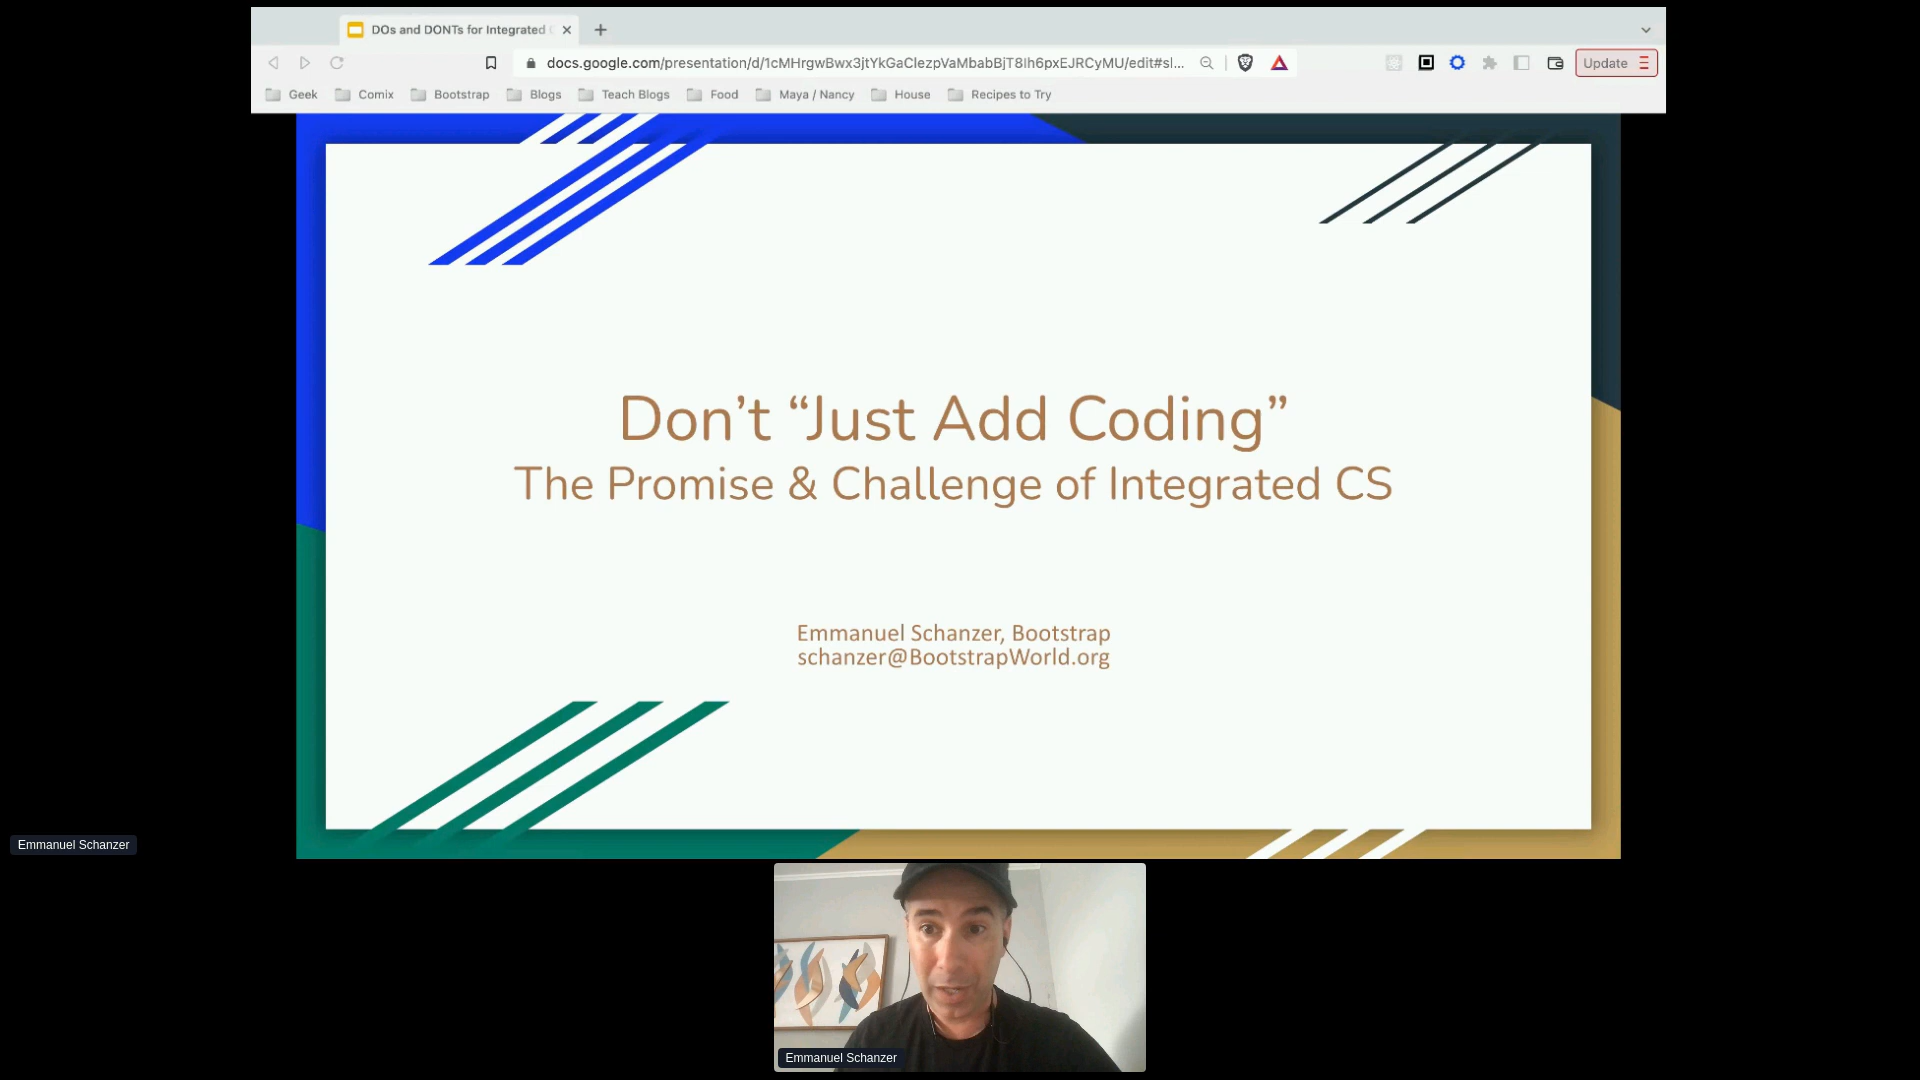 DOs and DONTs for Integrated
docs.google.com/presentation/d/1cMHrgwBwx3jtYkGaClezpVaMbabBjT8lh6pxEJRCyMU/edit#sl...
Update
Geek
Comix
Bootstrap
Blogs
Teach Blogs
Food
Maya / Nancy
House
Recipes to Try
Don’t “Just Add Coding”
The Promise & Challenge of Integrated CS
Emmanuel Schanzer, Bootstrap
schanzer@BootstrapWorld.org
Emmanuel Schanzer
Emmanuel Schanzer